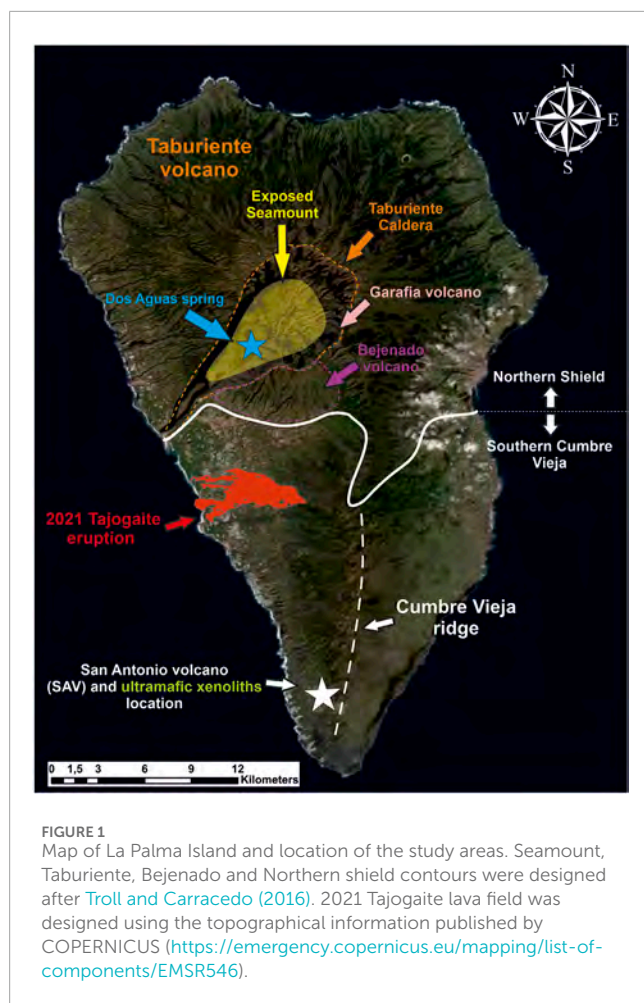 N
W
E
S
Taburiente
volcano
Exposed
Seamount
Taburiente
Caldera
Dos Aguas spring
Garafia volcano
Bejenado
volcano
Northern Shield
Southern Cumbre
Vieja
2021 Tajogaite
eruption
Cumbre Vieja
ridge
San Antonio volcano
(SAV) and ultramafic xenoliths
location
0 1,5 3 6 9 12
Kilometers
FIGURE 1
Map of La Palma Island and location of the study areas. Seamount,
Taburiente, Bejenado and Northern shield contours were designed
after Troll and Carracedo (2016). 2021 Tajogaite lava field was
designed using the topographical information published by
COPERNICUS (https://emergency.copernicus.eu/mapping/list-of-
components/EMSR546).